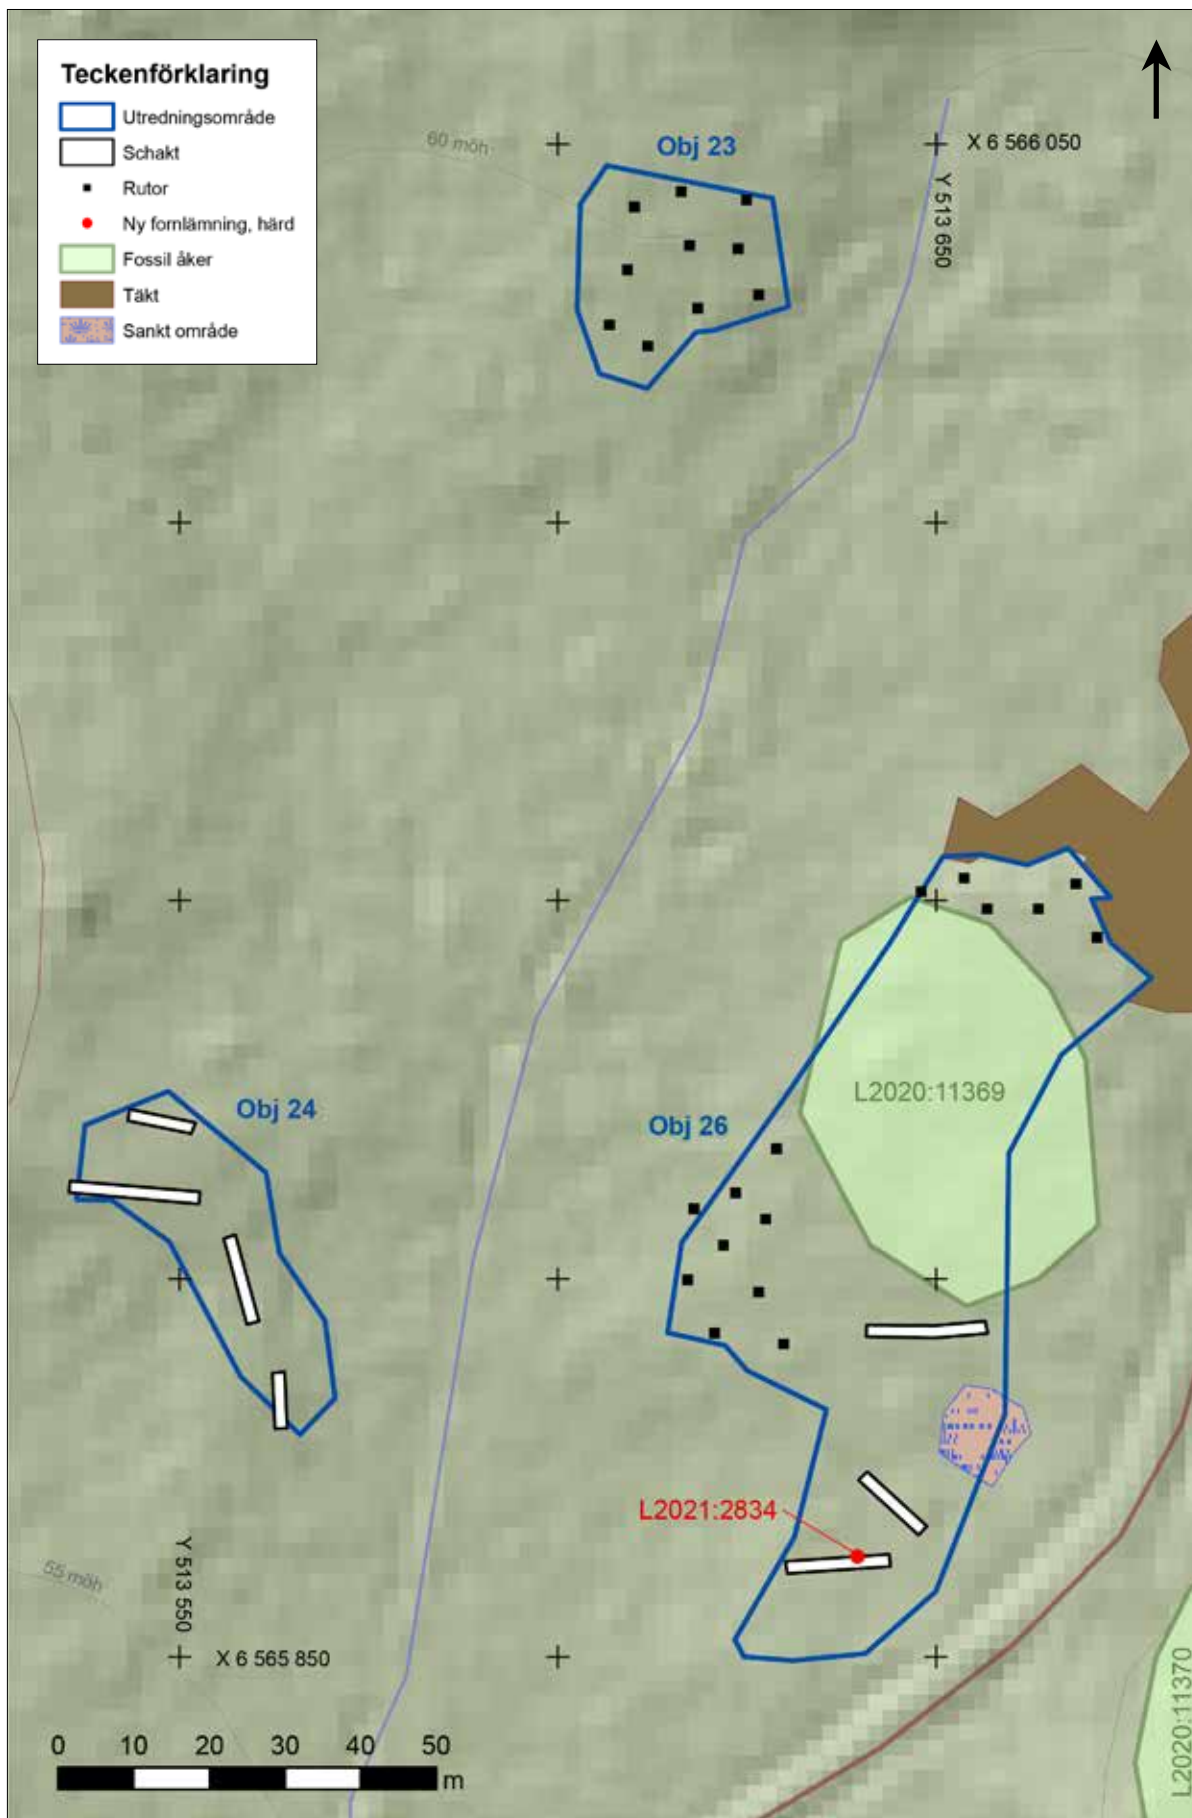 Teckenförklaring
Utredningsområde
Schakt
Rutor
Ny fornlämning, härd
Fossil åker
Täkt
Sankt område
60 möh
Obj 23
X 6 566 050
Y 513 650
L2020:11369
Obj 24
Obj 26
L2021:2834
55 möh
Y 513 550
X 6 565 850
L2020:11370
0 10 20 30 40 50
m